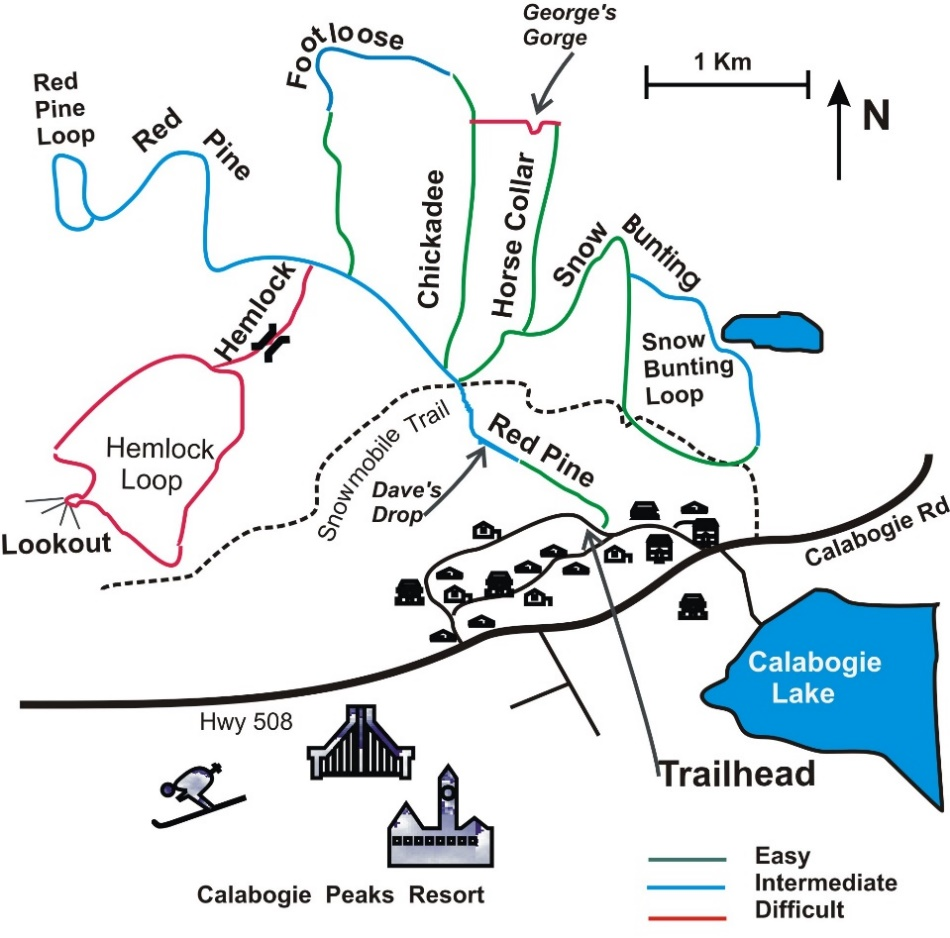 George's
Gorge
Footloose
1 Km
N
Red
Pine
Loop
Red Pine
Chickadee
Horse Collar
Snow Bunting
Hemlock
Snow
Bunting
Loop
Hemlock
Loop
Snowmobile Trail
Red Pine
Dave's
Drop
Lookout
Calabogie Rd
Calabogie
Lake
Hwy 508
Trailhead
Calabogie Peaks Resort
Easy
Intermediate
Difficult